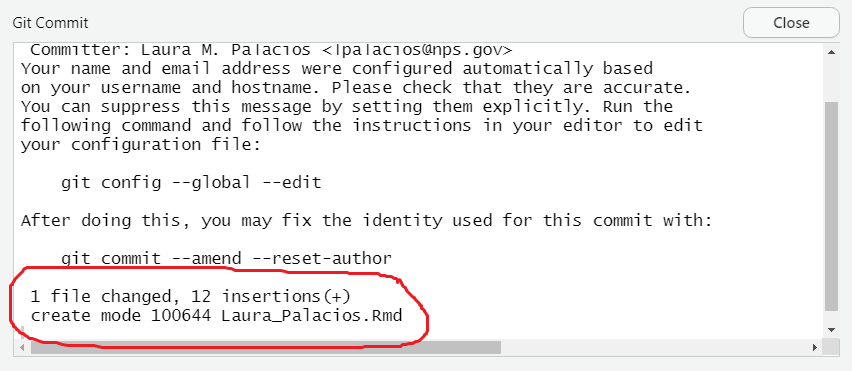 Git Commit
Close
Committer: Laura M. Palacios <lpalacios@nps.gov>
Your name and email address were configured automatically based
on your username and hostname. Please check that they are accurate.
You can suppress this message by setting them explicitly. Run the
following command and follow the instructions in your editor to edit
your configuration file:
git config --global --edit
After doing this, you may fix the identity used for this commit with:
git commit --amend --reset-author
1 file changed, 12 insertions(+)
create mode 100644 Laura_Palacios.Rmd